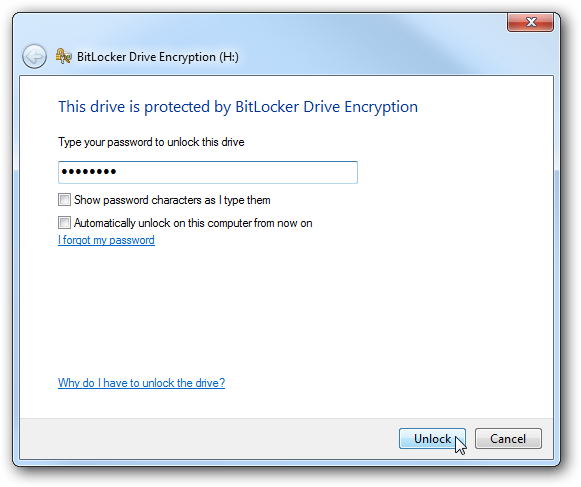 BitLocker Drive Encryption (H:)
This drive is protected by BitLocker Drive Encryption
Type your password to unlock this drive
••••••••
Show password characters as I type them
Automatically unlock on this computer from now on
I forgot my password
Why do I have to unlock the drive?
Unlock Cancel